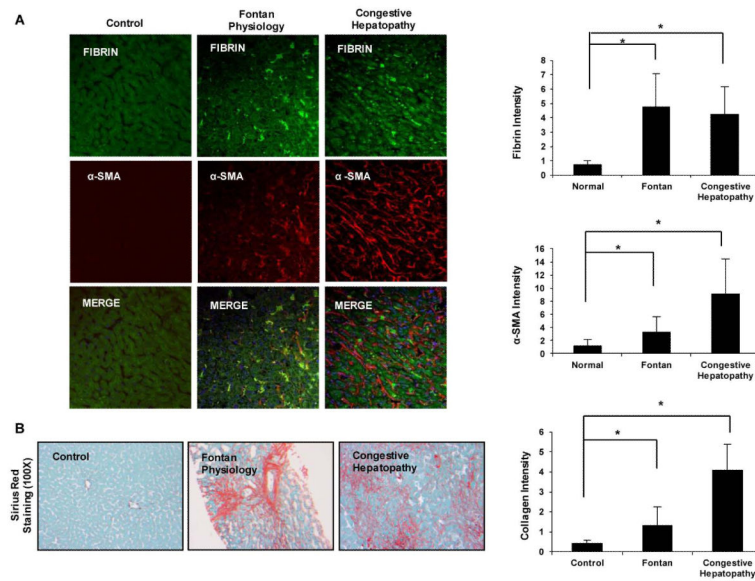 A
Control
Fontan
Physiology
Congestive
Hepatopathy
FIBRIN
FIBRIN
FIBRIN
α-SMA
α-SMA
α -SMA
MERGE
MERGE
MERGE
Fibrin Intensity
8
7
6
5
4
3
2
1
0
*
*
Normal
Fontan
Congestive
Hepatopathy
α-SMA Intensity
16
14
12
10
8
6
4
2
0
*
*
Normal
Fontan
Congestive
Hepatopathy
B
Sirius Red
Staining (100X)
Control
Fontan
Physiology
Congestive
Hepatopathy
Collagen Intensity
6
5
4
3
2
1
0
*
*
Control
Fontan
Congestive
Hepatopathy